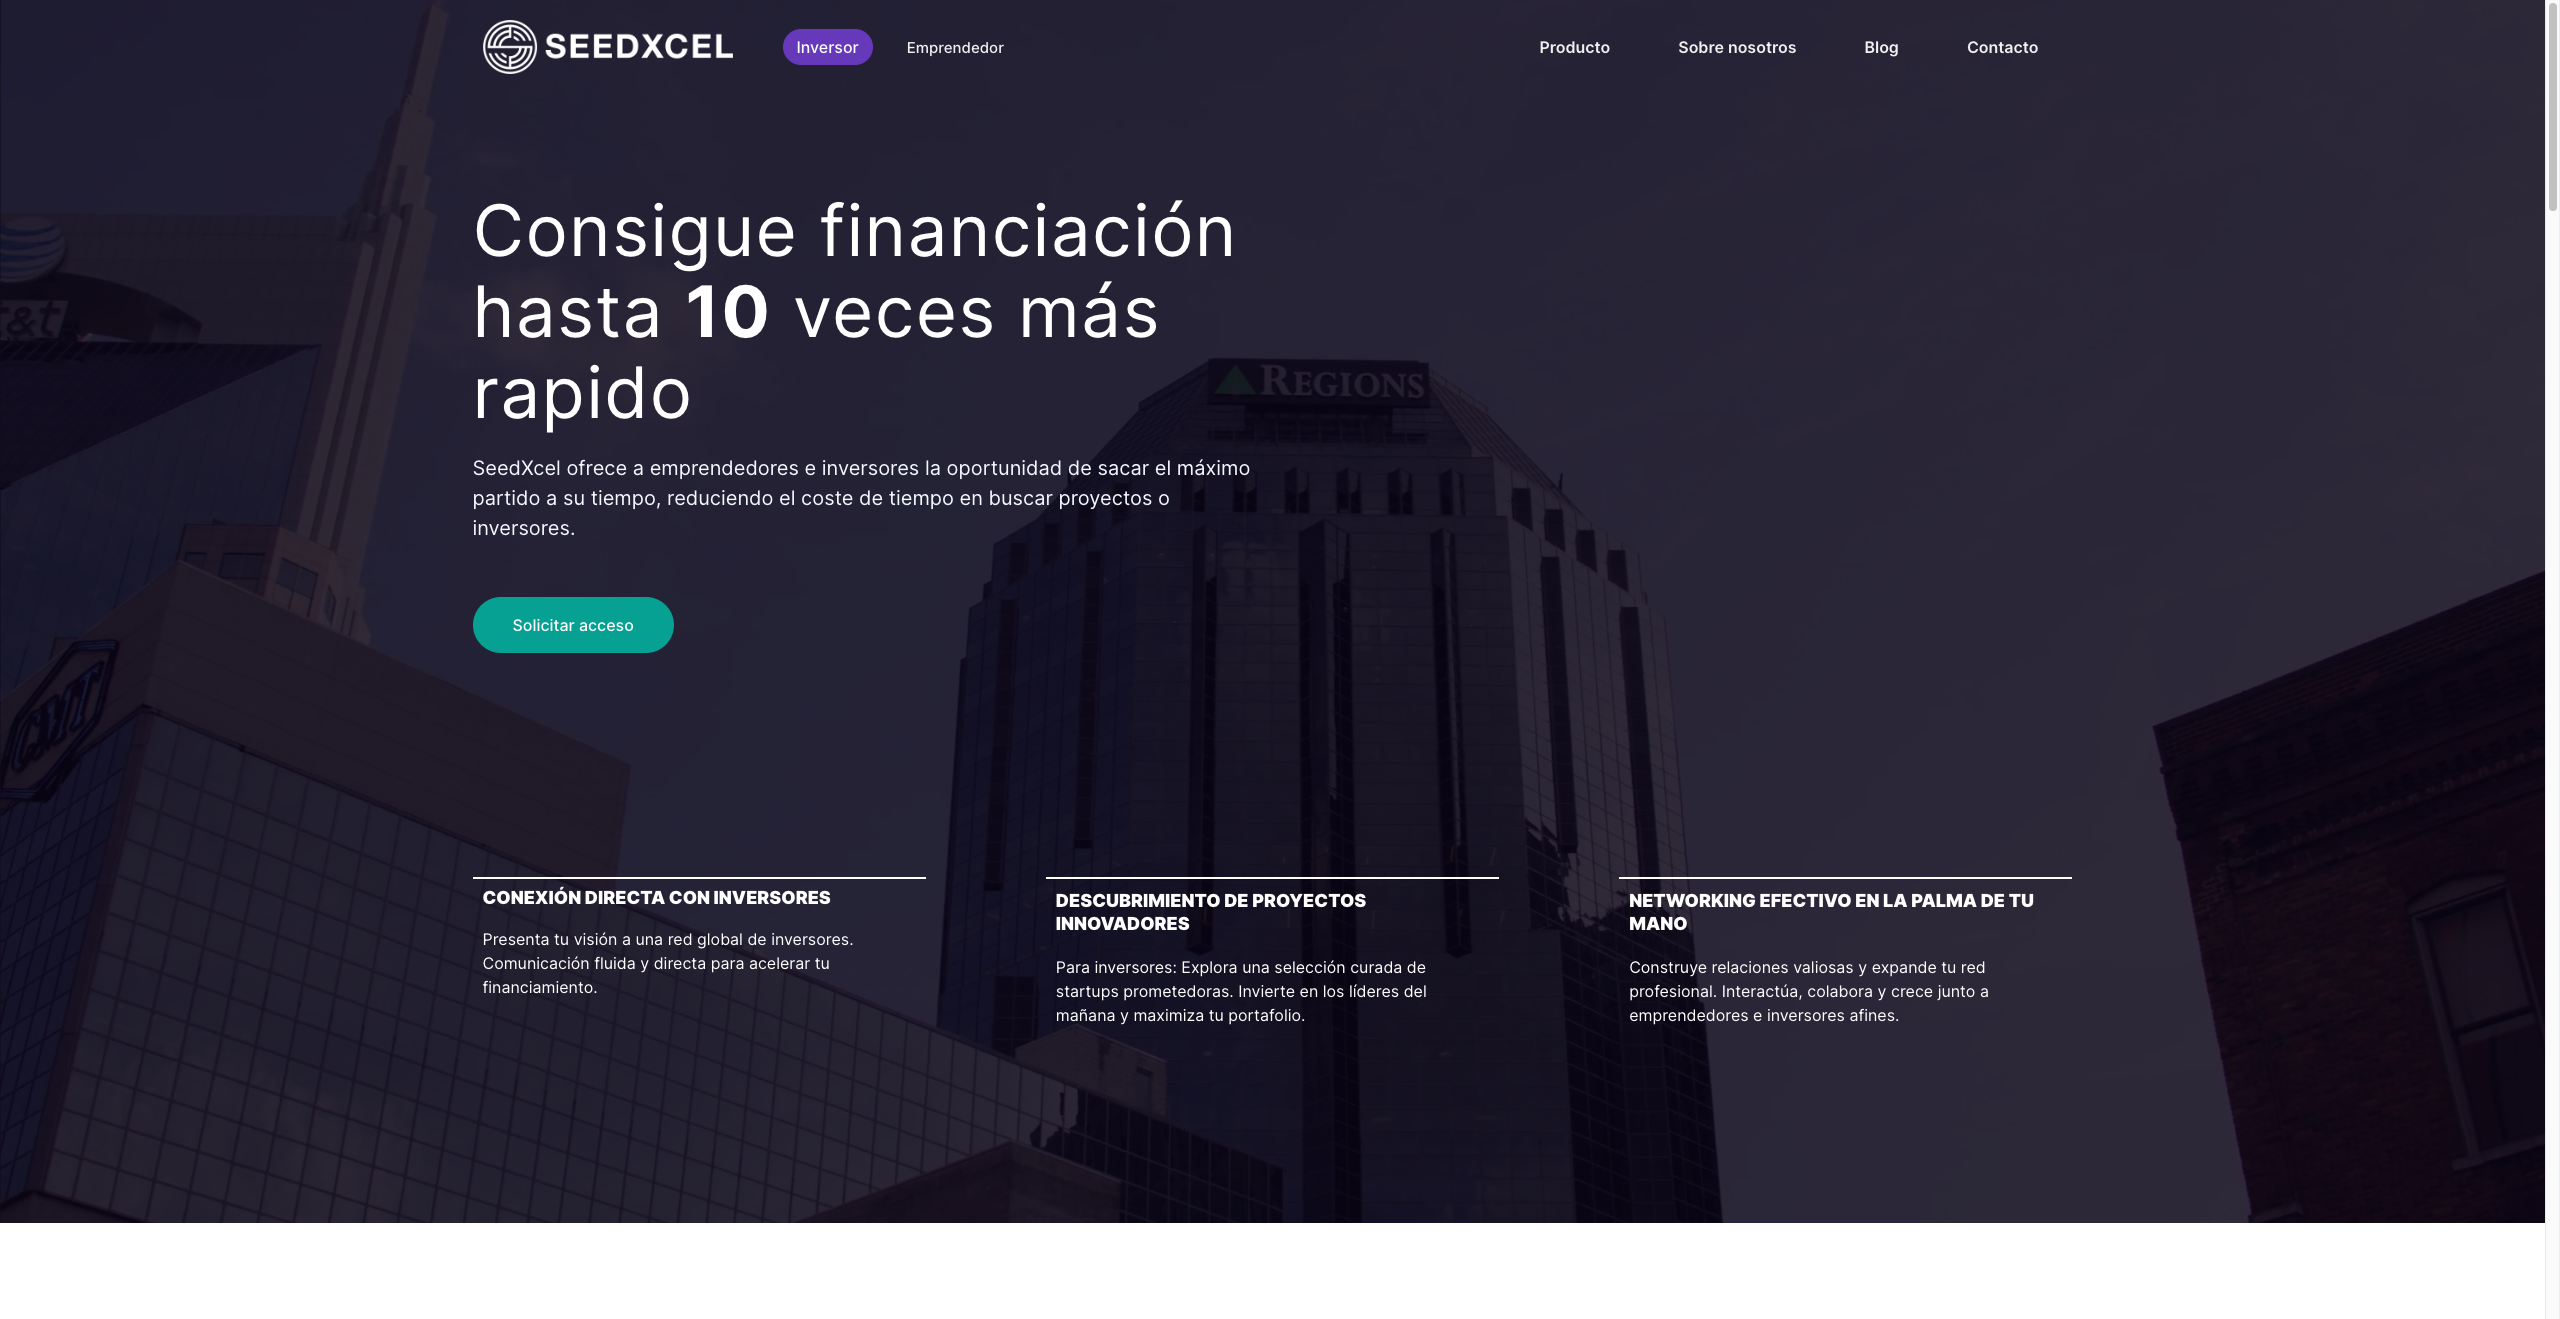 SEEDXCEL
Inversor
Emprendedor
Producto
Sobre nosotros
Blog
Contacto
Consigue financiación
hasta 10 veces más
rapido
SeedXcel ofrece a emprendedores e inversores la oportunidad de sacar el máximo
partido a su tiempo, reduciendo el coste de tiempo en buscar proyectos o
inversores.
Solicitar acceso
at&t
REGIONS
CONEXIÓN DIRECTA CON INVERSORES
Presenta tu visión a una red global de inversores.
Comunicación fluida y directa para acelerar tu
financiamiento.
DESCUBRIMIENTO DE PROYECTOS
INNOVADORES
Para inversores: Explora una selección curada de
startups prometedoras. Invierte en los líderes del
mañana y maximiza tu portafolio.
NETWORKING EFECTIVO EN LA PALMA DE TU
MANO
Construye relaciones valiosas y expande tu red
profesional. Interactúa, colabora y crece junto a
emprendedores e inversores afines.